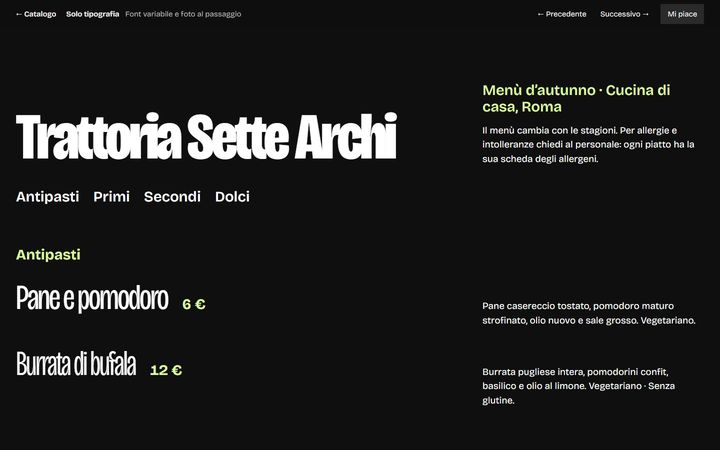 ← Catalogo Solo tipografia Font variabile e foto al passaggio ← Precedente Successivo → Mi piace
Trattoria Sette Archi
Menù d’autunno · Cucina di
casa, Roma
Il menù cambia con le stagioni. Per allergie e
intolleranze chiedi al personale: ogni piatto ha la
sua scheda degli allergeni.
Antipasti Primi Secondi Dolci
Antipasti
Pane e pomodoro 6 €
Pane casereccio tostato, pomodoro maturo
strofinato, olio nuovo e sale grosso. Vegetariano.
Burrata di bufala 12 €
Burrata pugliese intera, pomodorini confit,
basilico e olio al limone. Vegetariano · Senza
glutine.